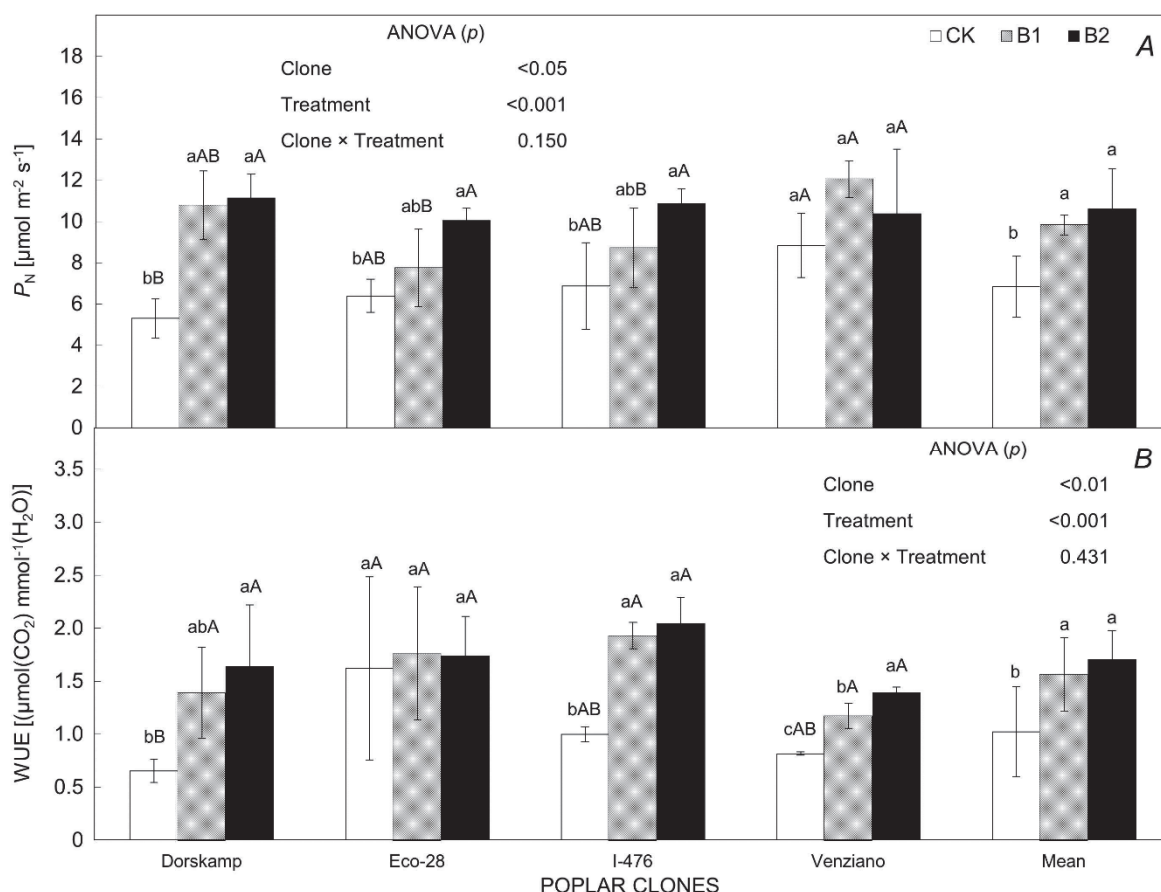 ANOVA (p)
CK B1 B2
A
Clone <0.05
Treatment <0.001
Clone × Treatment 0.150
18
16
14
12
10
8
6
4
2
0
P_N [µmol m⁻² s⁻¹]
bB aAB aA
bAB abB aA
bAB abB aA
aA aA aA
b a a
ANOVA (p)
B
Clone <0.01
Treatment <0.001
Clone × Treatment 0.431
3.5
3.0
2.5
2.0
1.5
1.0
0.5
0
WUE [(µmol(CO₂) mmol⁻¹(H₂O)]
bB abA aA
aA aA aA
bAB aA aA
cAB bA aA
b a a
Dorskamp Eco-28 I-476 Venziano Mean
POPLAR CLONES